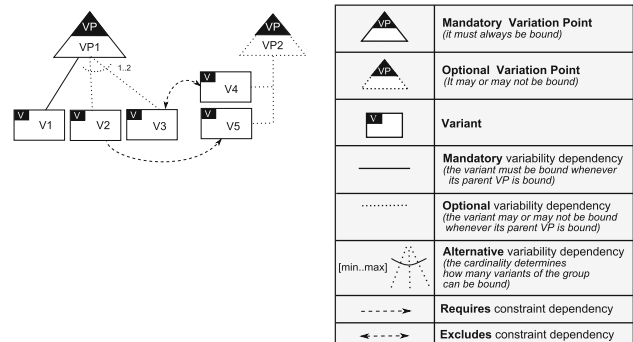 VP
VP1
1..2
V
V1
V
V2
V
V3
VP
VP2
V
V4
V
V5
VP
Mandatory Variation Point
(it must always be bound)
VP
Optional Variation Point
(It may or may not be bound)
V
Variant
Mandatory variability dependency
(the variant must be bound whenever
its parent VP is bound)
Optional variability dependency
(the variant may or may not be bound
whenever its parent VP is bound)
[min..max]
Alternative variability dependency
(the cardinality determines
how many variants of the group
can be bound)
Requires constraint dependency
Excludes constraint dependency